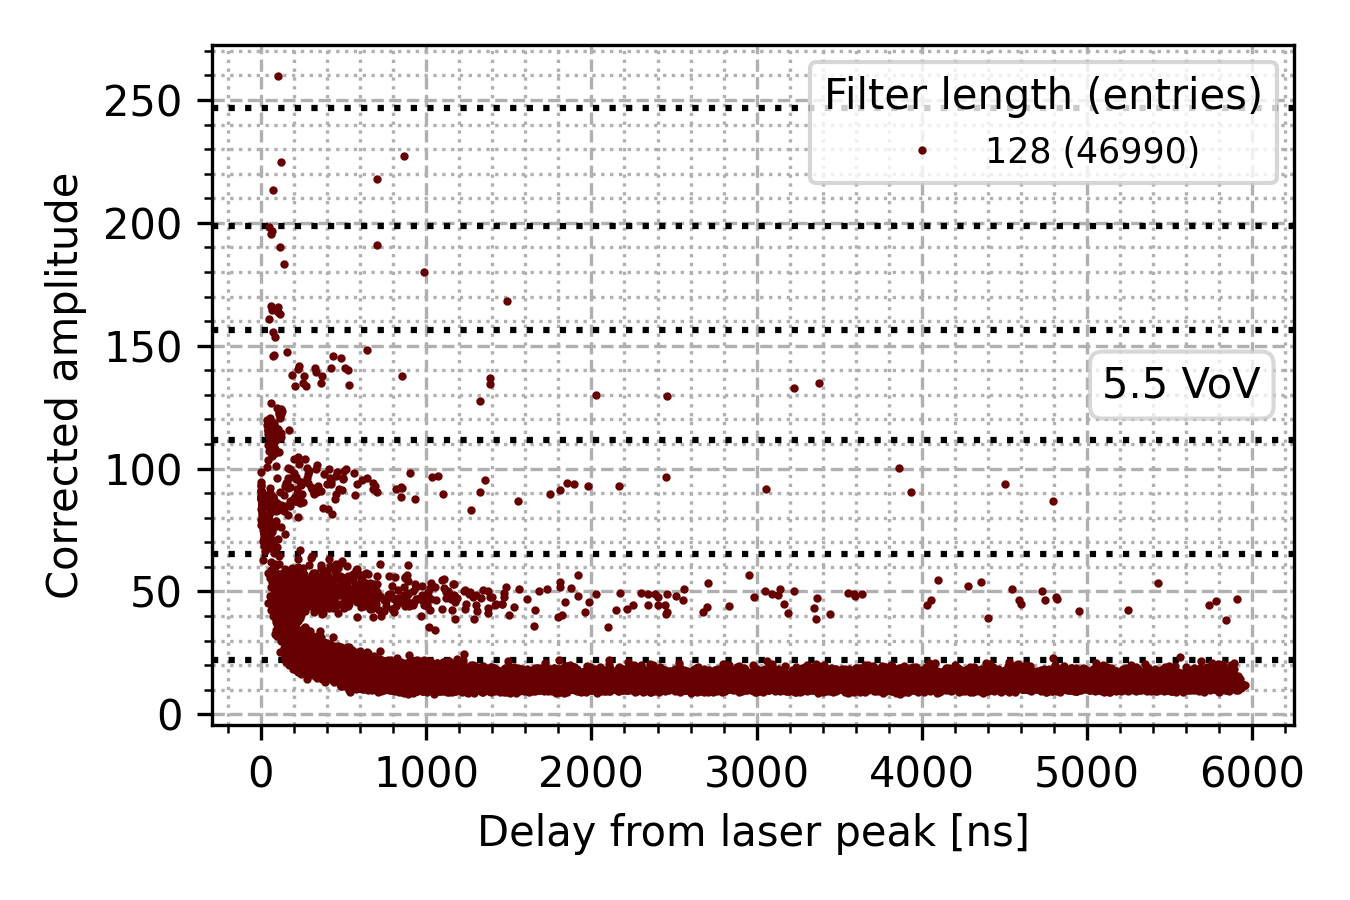 Filter length (entries)
128 (46990)
5.5 VoV
Corrected amplitude
250
200
150
100
50
0
0 1000 2000 3000 4000 5000 6000
Delay from laser peak [ns]